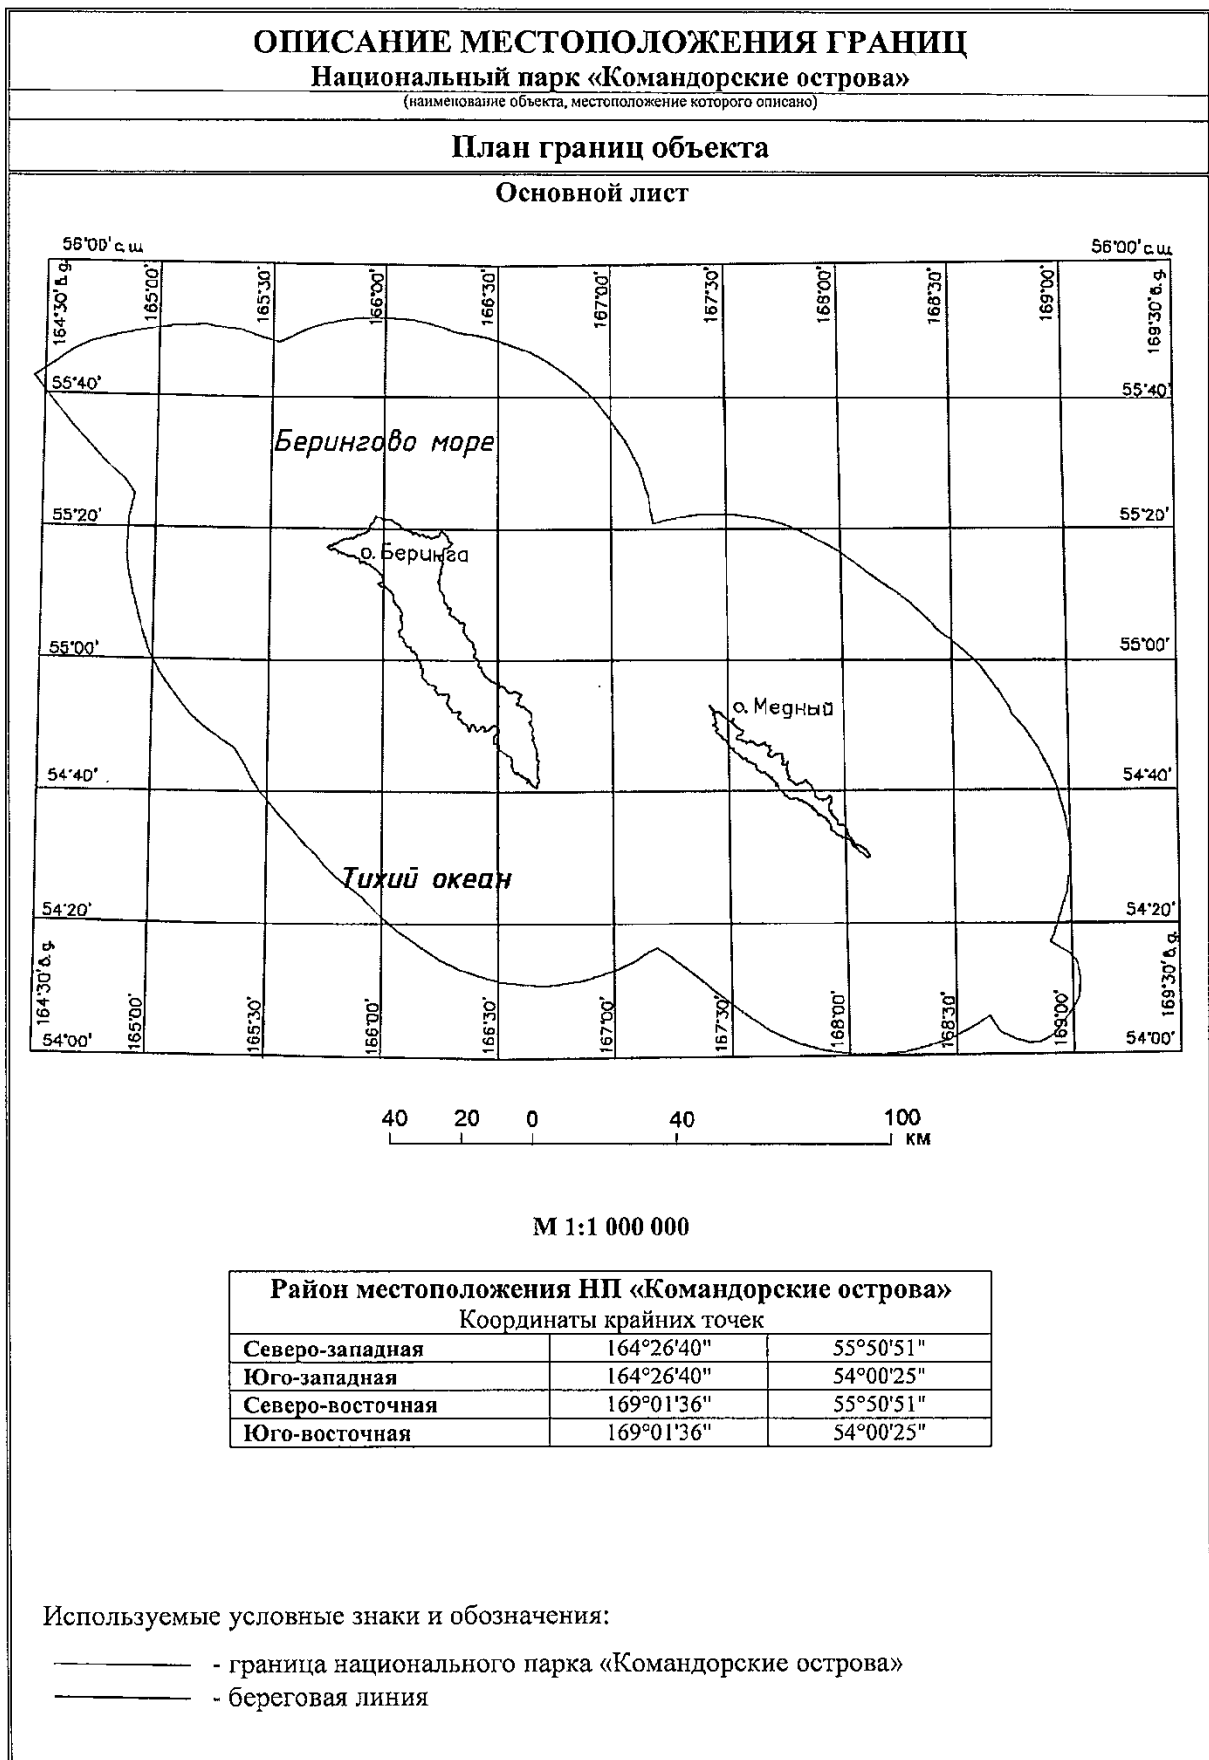 ОПИСАНИЕ МЕСТОПОЛОЖЕНИЯ ГРАНИЦ
Национальный парк «Командорские острова»
(наименование объекта, местоположение которого описано)
План границ объекта
Основной лист
56°00' с.ш. 56°00' с.ш.
164°30' в.д. 165°00' 165°30' 166°00' 166°30' 167°00' 167°30' 168°00' 168°30' 169°00' 169°30' в.д.
55°40' 55°40'
Берингово море
55°20' 55°20'
о. Беринга
55°00' 55°00'
о. Медный
54°40' 54°40'
Тихий океан
54°20' 54°20'
164°30' в.д. 165°00' 165°30' 166°00' 166°30' 167°00' 167°30' 168°00' 168°30' 169°00' 169°30' в.д.
54°00' 54°00'
40 20 0 40 100
км
М 1:1 000 000
Район местоположения НП «Командорские острова»
Координаты крайних точек
Северо-западная 164°26'40" 55°50'51"
Юго-западная 164°26'40" 54°00'25"
Северо-восточная 169°01'36" 55°50'51"
Юго-восточная 169°01'36" 54°00'25"
Используемые условные знаки и обозначения:
- граница национального парка «Командорские острова»
- береговая линия